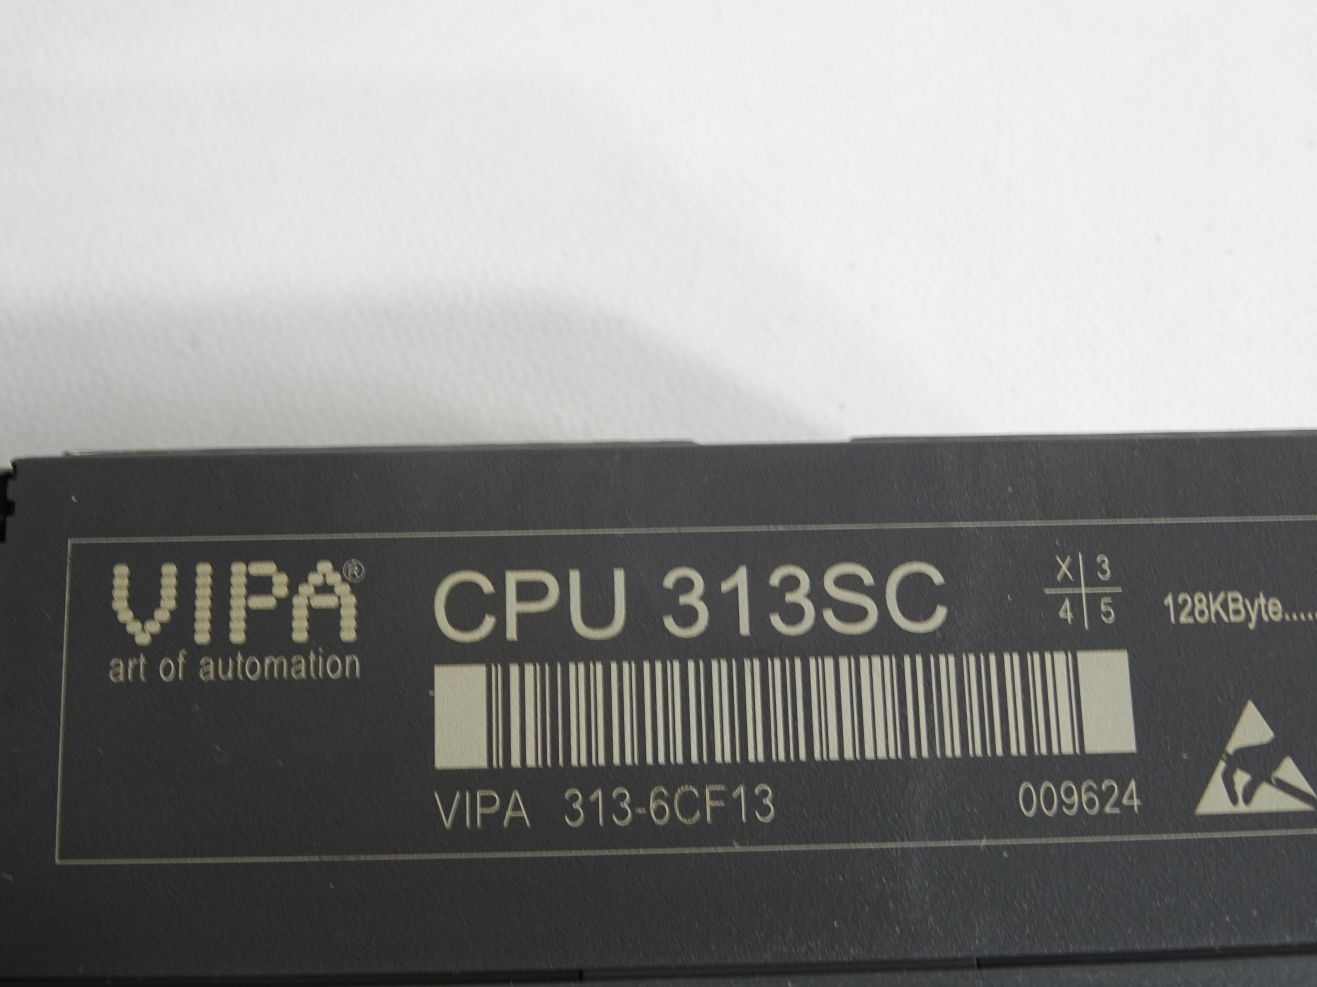 VIPA®
art of automation
CPU 313SC
X 3
4 5
128KByte.....
VIPA 313-6CF13
009624